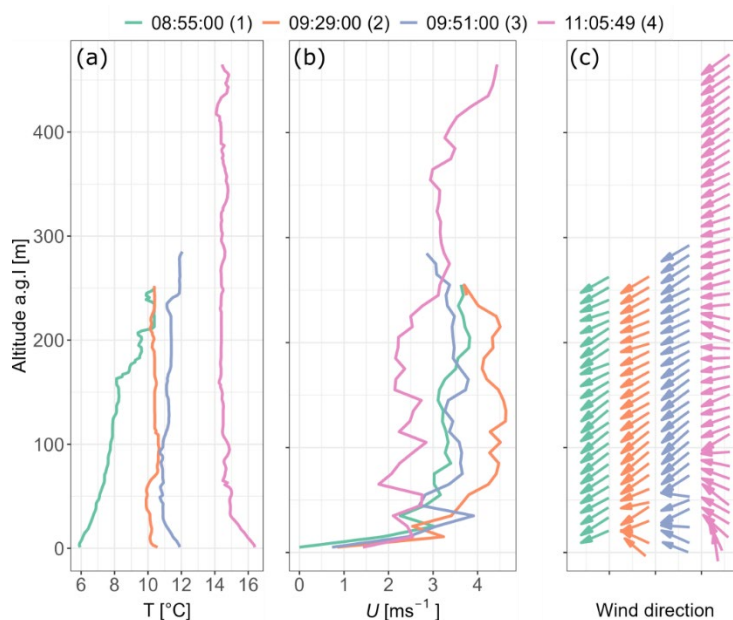 08:55:00 (1) 09:29:00 (2) 09:51:00 (3) 11:05:49 (4)
(a) (b) (c)
Altitude a.g.l [m]
400
300
200
100
0
6 8 10 12 14 16
0 1 2 3 4
T [°C] U [ms⁻¹] Wind direction